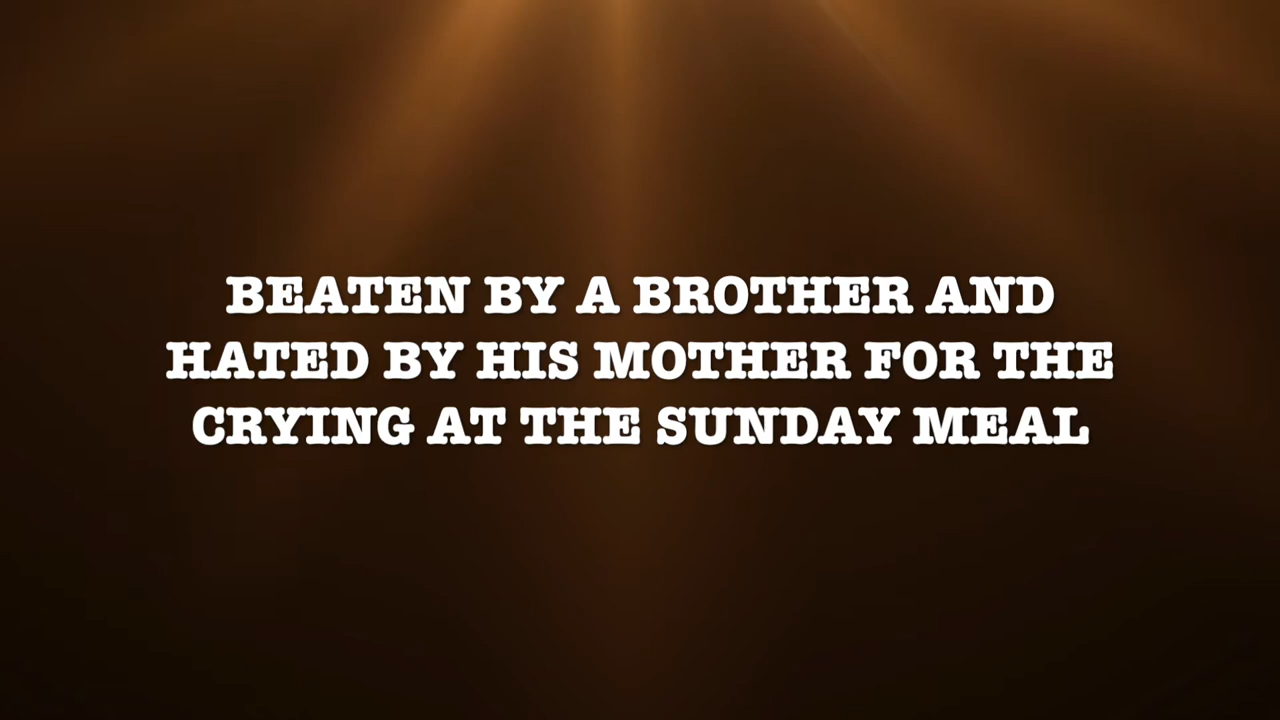 BEATEN BY A BROTHER AND
HATED BY HIS MOTHER FOR THE
CRYING AT THE SUNDAY MEAL